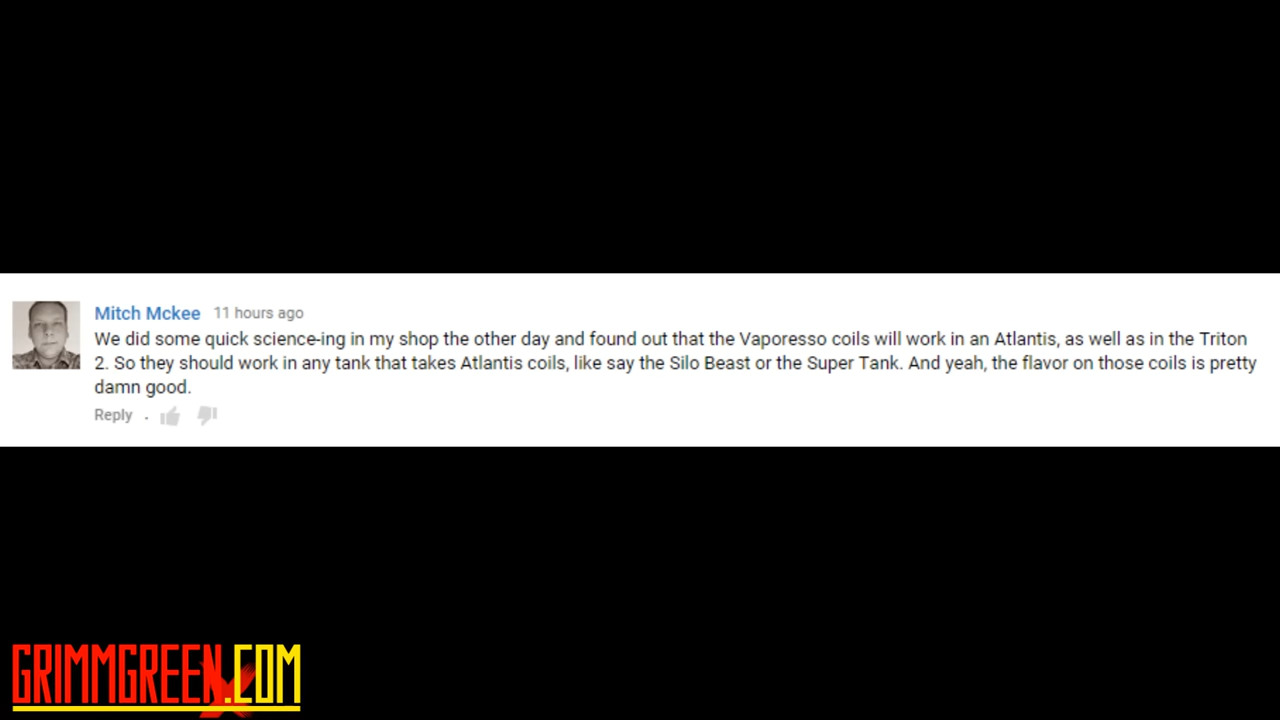 Mitch Mckee 11 hours ago
We did some quick science-ing in my shop the other day and found out that the Vaporesso coils will work in an Atlantis, as well as in the Triton
2. So they should work in any tank that takes Atlantis coils, like say the Silo Beast or the Super Tank. And yeah, the flavor on those coils is pretty
damn good.
Reply .
GRIMMGREEN.COM